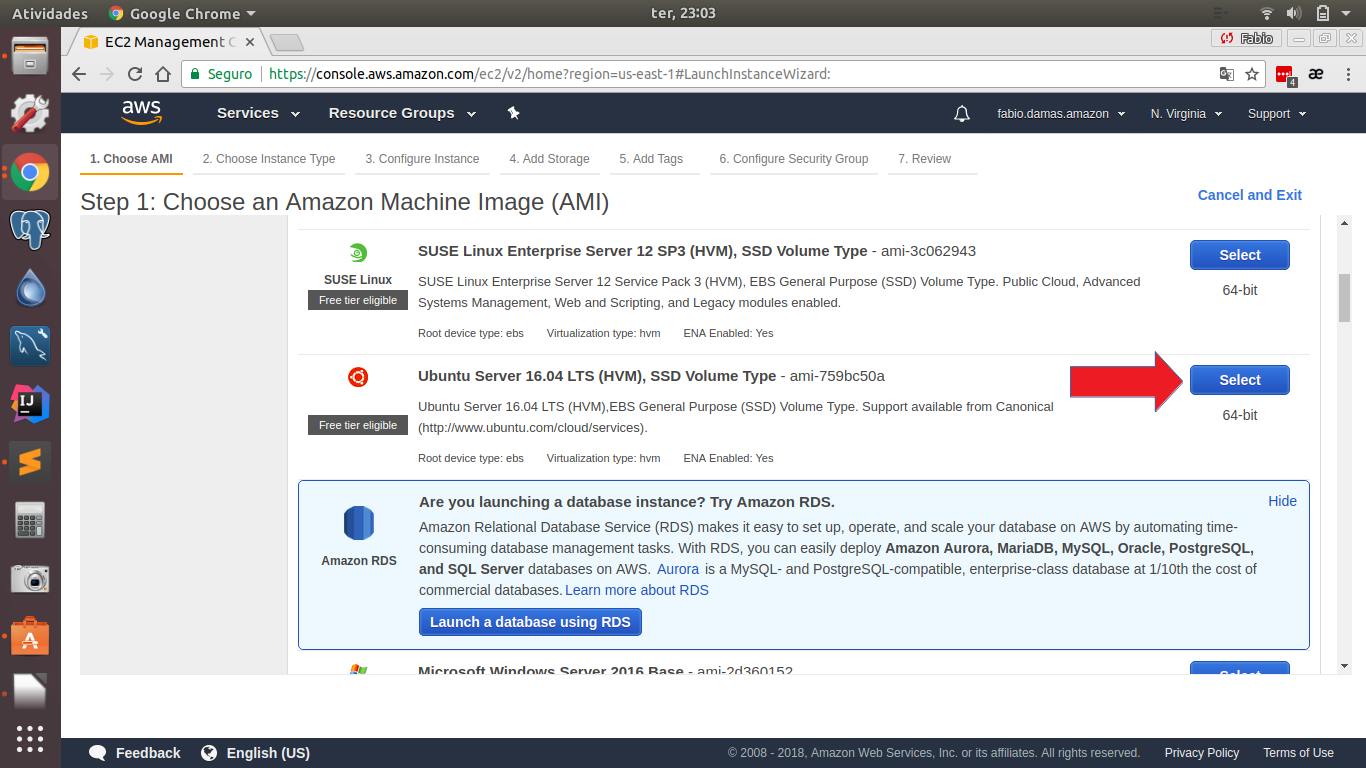 Atividades Google Chrome ter, 23:03
EC2 Management C Fabio
Seguro https://console.aws.amazon.com/ec2/v2/home?region=us-east-1#LaunchInstanceWizard: 4 æ
aws Services Resource Groups fabio.damas.amazon N. Virginia Support
1. Choose AMI 2. Choose Instance Type 3. Configure Instance 4. Add Storage 5. Add Tags 6. Configure Security Group 7. Review
Step 1: Choose an Amazon Machine Image (AMI) Cancel and Exit
SUSE Linux Enterprise Server 12 SP3 (HVM), SSD Volume Type - ami-3c062943 Select
SUSE Linux
Free tier eligible
SUSE Linux Enterprise Server 12 Service Pack 3 (HVM), EBS General Purpose (SSD) Volume Type. Public Cloud, Advanced
Systems Management, Web and Scripting, and Legacy modules enabled.
64-bit
Root device type: ebs Virtualization type: hvm ENA Enabled: Yes
Ubuntu Server 16.04 LTS (HVM), SSD Volume Type - ami-759bc50a Select
Free tier eligible
Ubuntu Server 16.04 LTS (HVM),EBS General Purpose (SSD) Volume Type. Support available from Canonical
(http://www.ubuntu.com/cloud/services).
64-bit
Root device type: ebs Virtualization type: hvm ENA Enabled: Yes
Are you launching a database instance? Try Amazon RDS. Hide
Amazon RDS
Amazon Relational Database Service (RDS) makes it easy to set up, operate, and scale your database on AWS by automating time-
consuming database management tasks. With RDS, you can easily deploy Amazon Aurora, MariaDB, MySQL, Oracle, PostgreSQL,
and SQL Server databases on AWS. Aurora is a MySQL- and PostgreSQL-compatible, enterprise-class database at 1/10th the cost of
commercial databases. Learn more about RDS
Launch a database using RDS
Microsoft Windows Server 2016 Base - ami-2d360152 Select
IJ
Feedback English (US) © 2008 - 2018, Amazon Web Services, Inc. or its affiliates. All rights reserved. Privacy Policy Terms of Use